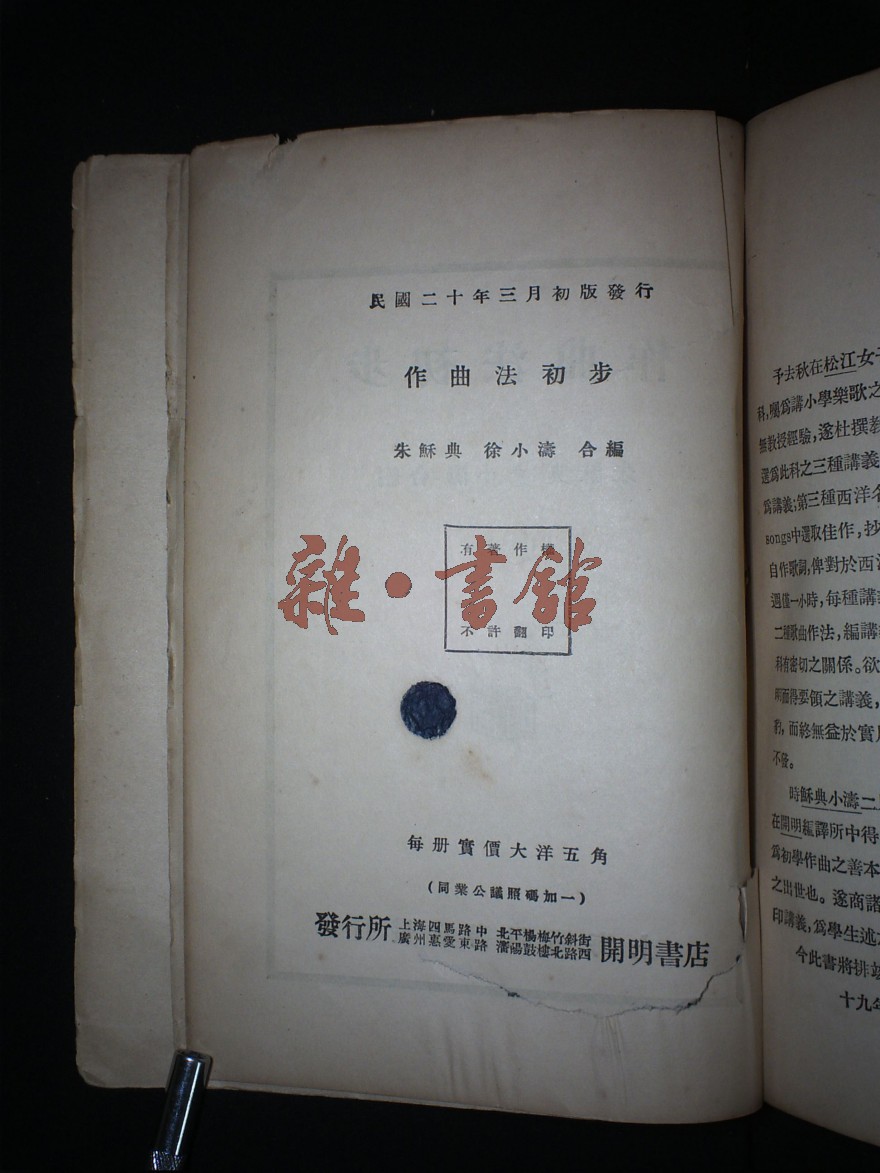 民國二十年三月初版發行
作曲法初步
朱穌典 徐小濤 合編
有著作權
雜·書館
不許翻印
每册實價大洋五角
(同業公議照碼加一)
發行所 上海四馬路中 北平楊梅竹斜街 開明書店
廣州惠愛東路 瀋陽鼓樓北路西
予去秋在松江女
科,囑爲講小學樂歌之
無教授經驗,遂杜撰教
選爲此科之三種講義
爲講義;第三種西洋名
songs中選取佳作,抄
自作歌詞,俾對於西
週僅一小時,每種講
二種歌曲作法,編講
科有密切之關係。欲
明而得要領之講義,
的,而終無益於實
不發。
時穌典小濤二
在開明編譯所中得
爲初學作曲之善本
之出世也。遂商諸
印講義,爲學生述
今此書將排
十九年